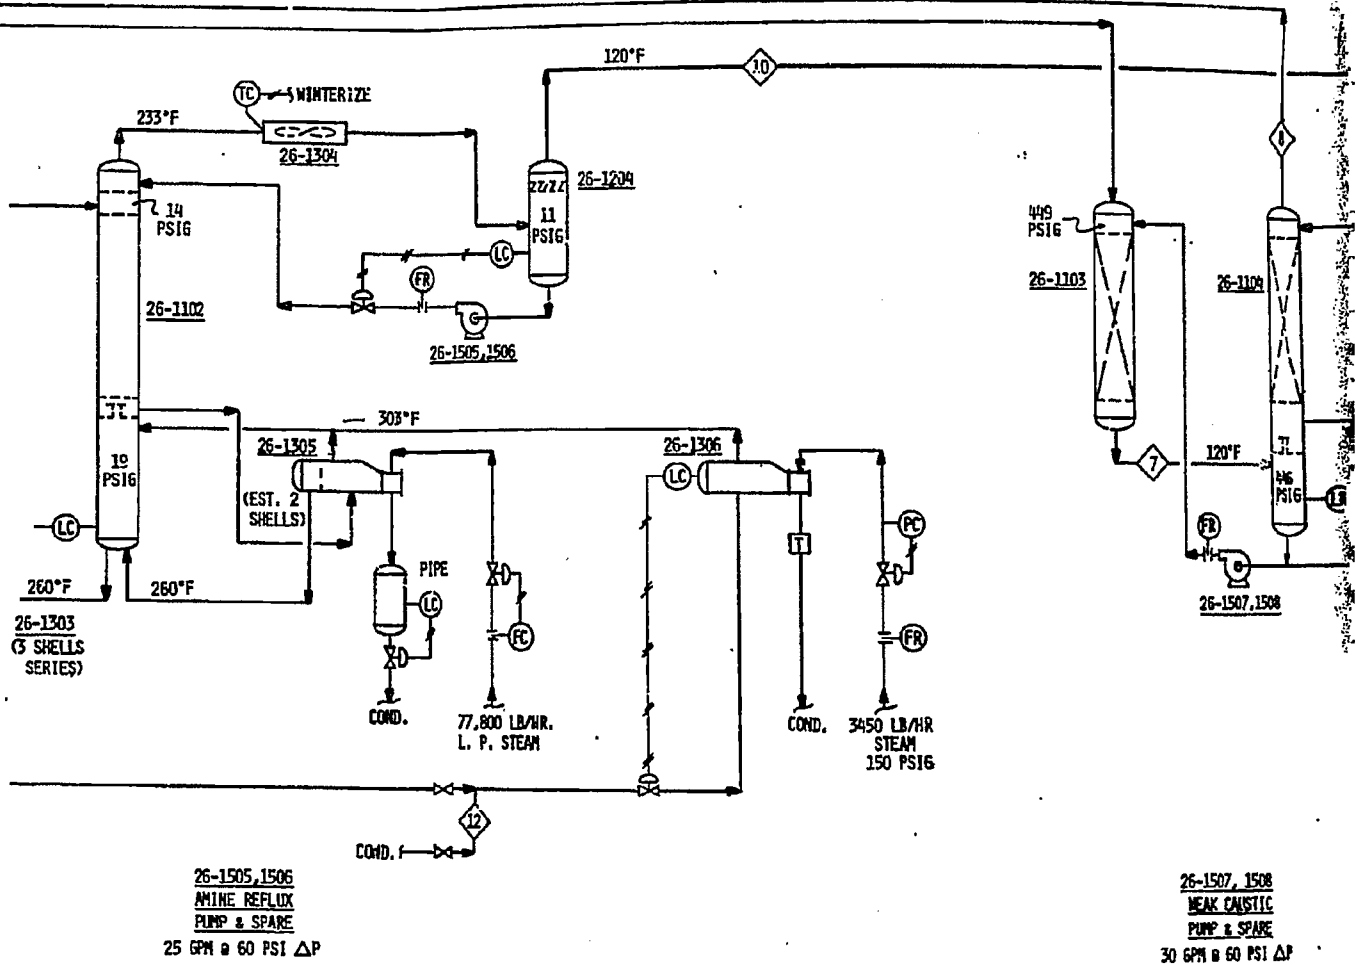 120°F
10
TC
WINTERIZE
233°F
26-1304
26-1204
8
14
PSIG
11
PSIG
449
PSIG
LC
FR
26-1103
26-1104
26-1102
26-1505,1506
303°F
26-1305
26-1306
19
PSIG
LC
7
120°F
(EST. 2
SHELLS)
446
PSIG
LC
PC
FR
PIPE
260°F
260°F
T
LC
26-1507,1508
26-1303
(3 SHELLS
SERIES)
FC
FR
COND.
77,800 LB/HR.
L. P. STEAM
COND.
3450 LB/HR
STEAM
150 PSIG
12
COND.
26-1505,1506
AMINE REFLUX
PUMP & SPARE
25 GPM @ 60 PSI ΔP
26-1507, 1508
WEAK CAUSTIC
PUMP & SPARE
30 GPM @ 60 PSI ΔP